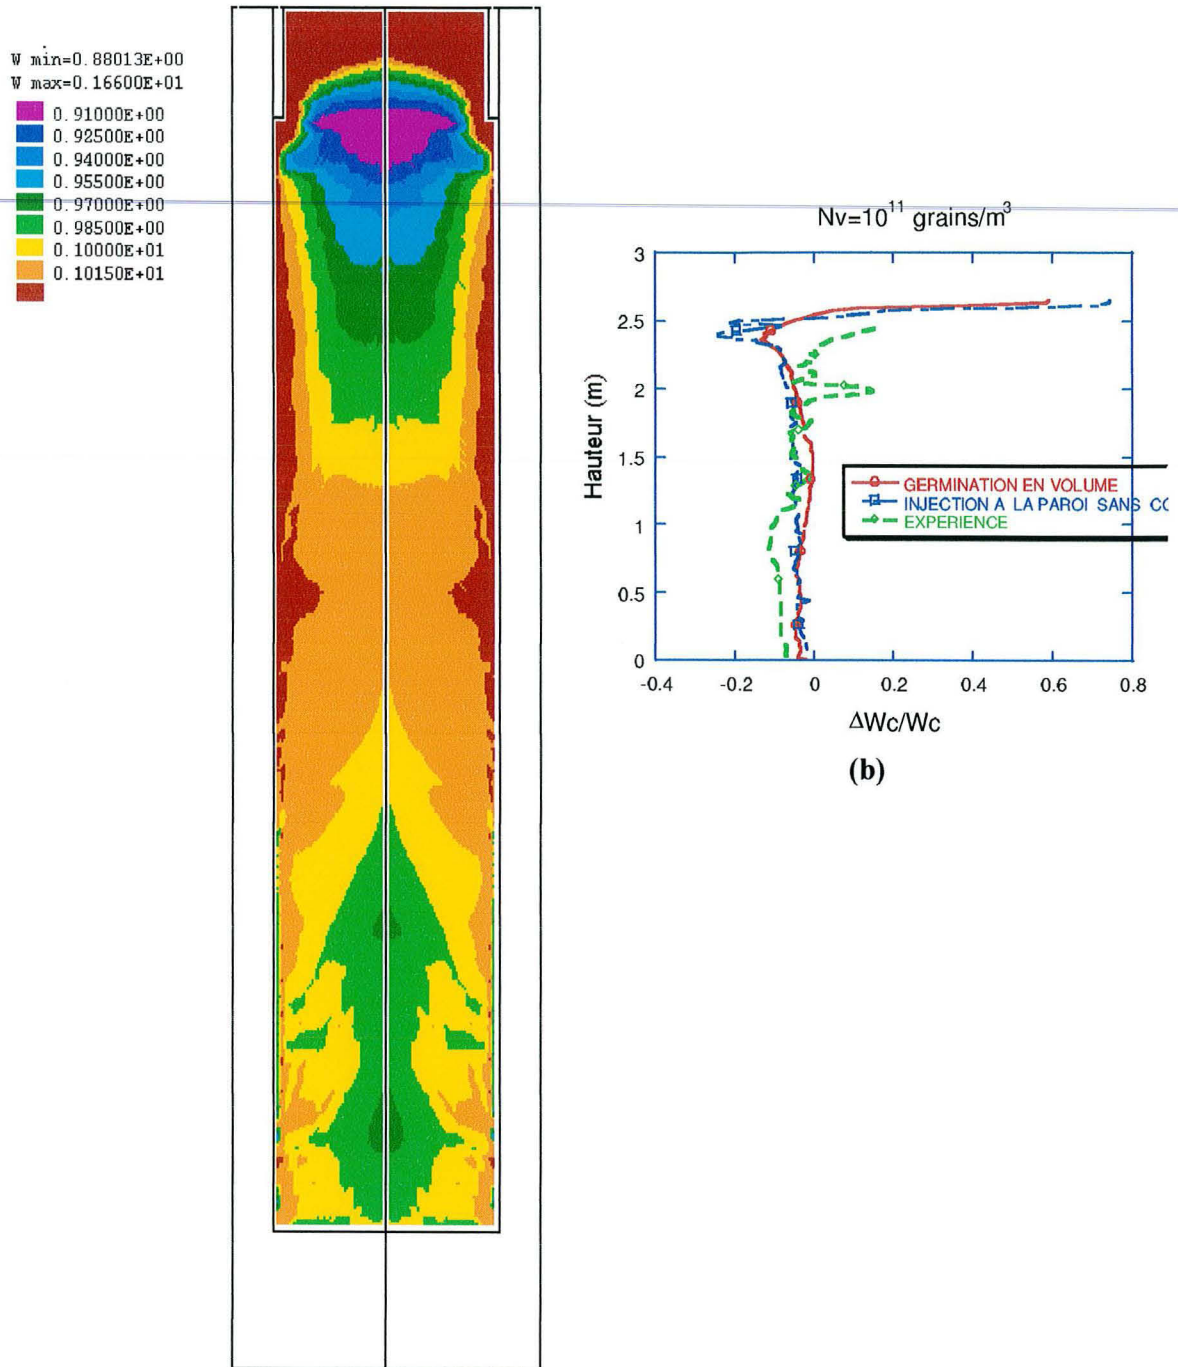 W min=0.88013E+00
W max=0.16600E+01
0.91000E+00
0.92500E+00
0.94000E+00
0.95500E+00
0.97000E+00
0.98500E+00
0.10000E+01
0.10150E+01
Nv=10¹¹ grains/m³
3
2.5
2
1.5
1
0.5
0
Hauteur (m)
GERMINATION EN VOLUME
INJECTION A LA PAROI SANS CO
EXPERIENCE
-0.4 -0.2 0 0.2 0.4 0.6 0.8
ΔWc/Wc
(b)